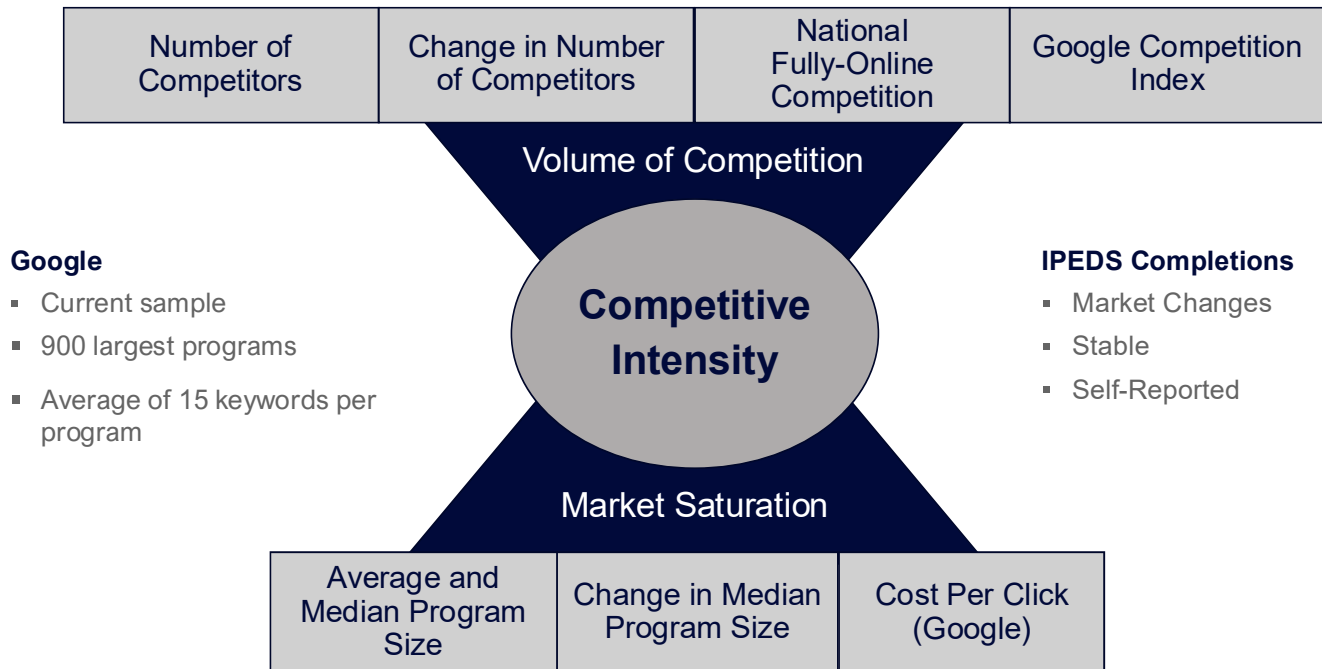 Number of
Competitors
Change in Number
of Competitors
National
Fully-Online
Competition
Google Competition
Index
Volume of Competition
Google
▪ Current sample
▪ 900 largest programs
▪ Average of 15 keywords per
program
Competitive
Intensity
IPEDS Completions
▪ Market Changes
▪ Stable
▪ Self-Reported
Market Saturation
Average and
Median Program
Size
Change in Median
Program Size
Cost Per Click
(Google)